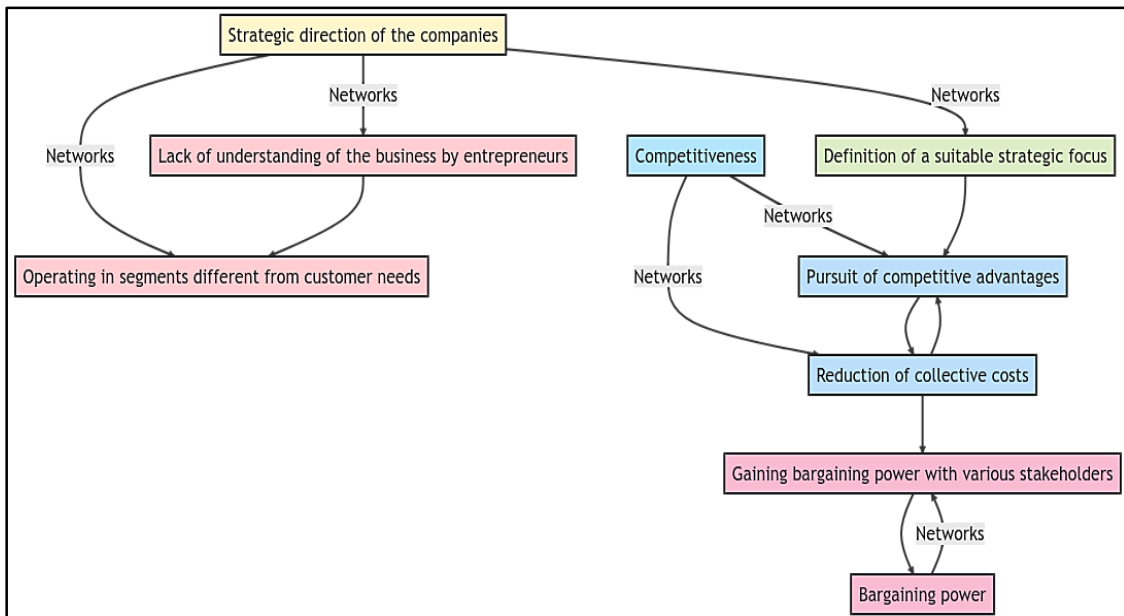 Strategic direction of the companies
Networks
Networks
Networks
Lack of understanding of the business by entrepreneurs
Competitiveness
Definition of a suitable strategic focus
Networks
Operating in segments different from customer needs
Networks
Pursuit of competitive advantages
Reduction of collective costs
Gaining bargaining power with various stakeholders
Networks
Bargaining power